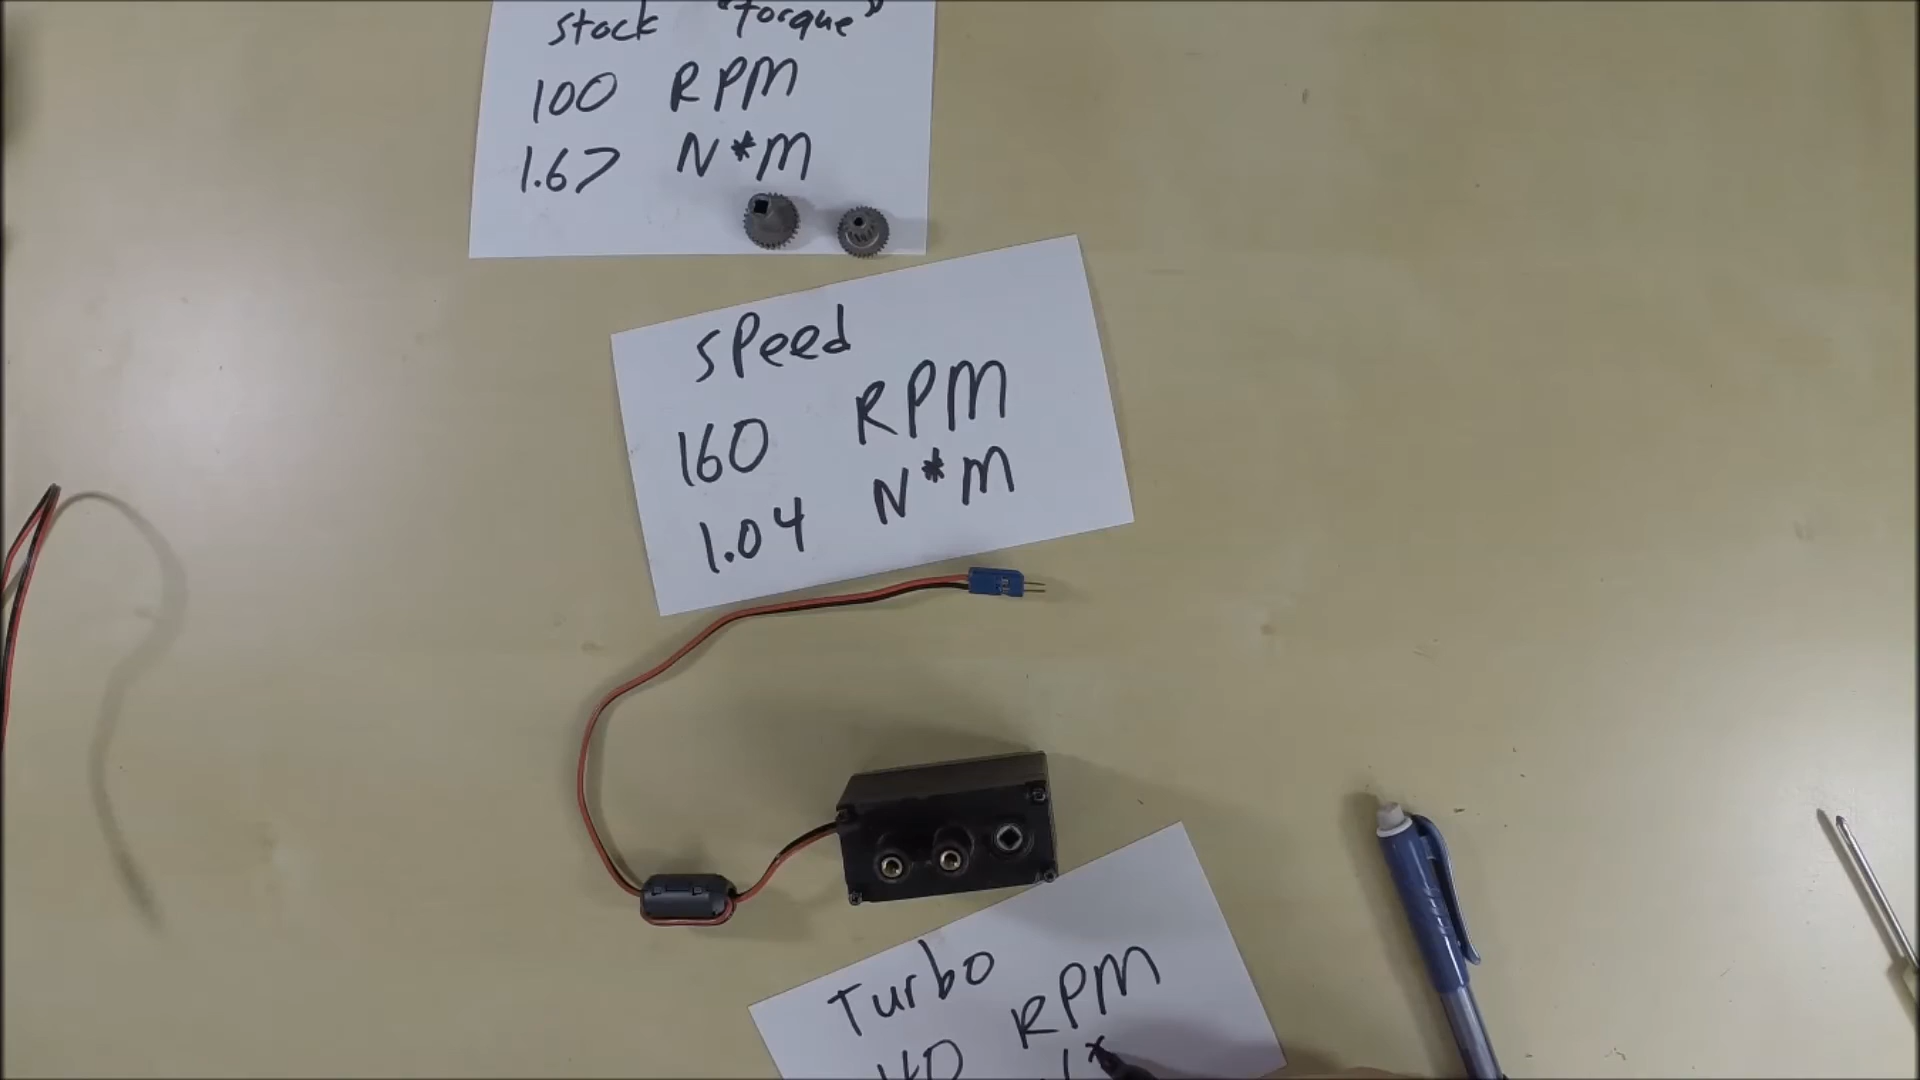 stock "torque"
100 RPM
1.67 N*M
speed
160 RPM
1.04 N*M
Turbo
RPM